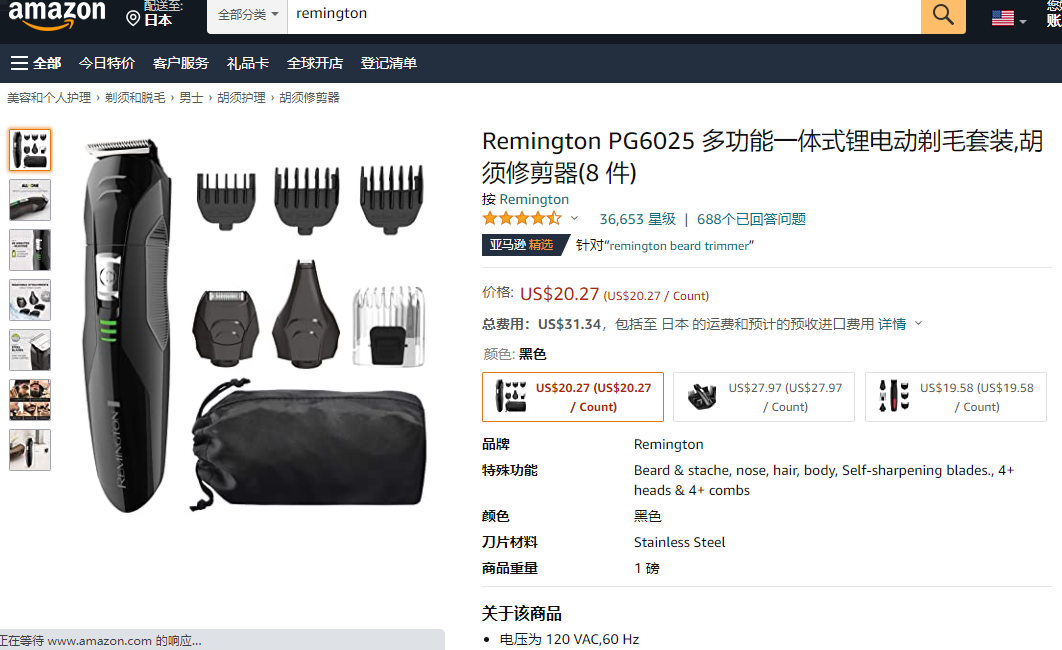 amazon
配送至:
日本
全部分类
remington
您
账
全部 今日特价 客户服务 礼品卡 全球开店 登记清单
美容和个人护理 › 剃须和脱毛 › 男士 › 胡须护理 › 胡须修剪器
Remington PG6025 多功能一体式锂电动剃毛套装,胡
须修剪器(8 件)
按 Remington
36,653 星级 | 688个已回答问题
亚马逊 精选 针对“remington beard trimmer”
价格: US$20.27 (US$20.27 / Count)
总费用：US$31.34，包括至 日本 的运费和预计的预收进口费用 详情
颜色: 黑色
US$20.27 (US$20.27
/ Count)
US$27.97 (US$27.97
/ Count)
US$19.58 (US$19.58
/ Count)
品牌 Remington
特殊功能 Beard & stache, nose, hair, body, Self-sharpening blades., 4+
heads & 4+ combs
颜色 黑色
刀片材料 Stainless Steel
商品重量 1 磅
关于该商品
• 电压为 120 VAC,60 Hz
REMINGTON
正在等待 www.amazon.com 的响应...